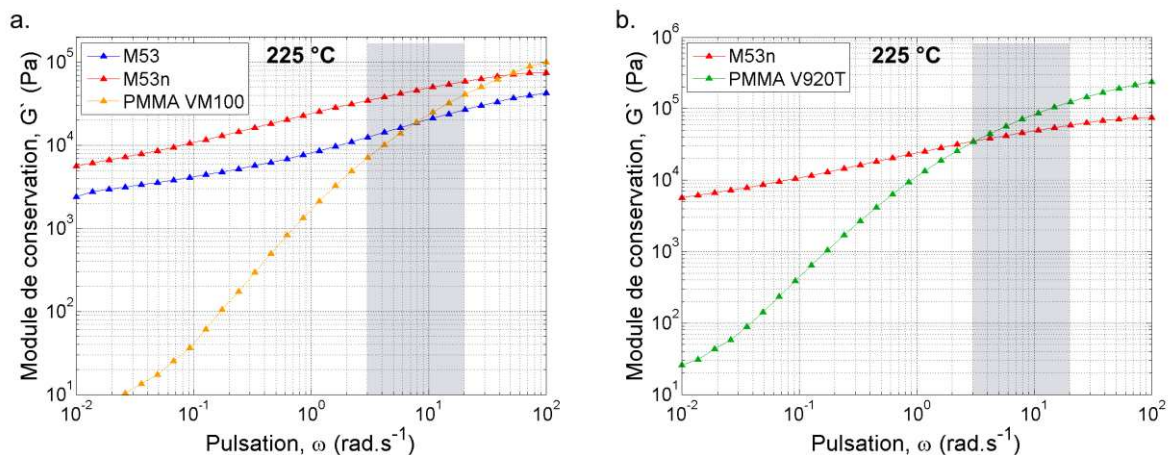 a.
M53
M53n
PMMA VM100
225 °C
Module de conservation, G` (Pa)
10^5
10^4
10^3
10^2
10^1
10^-2
10^-1
10^0
10^1
10^2
Pulsation, ω (rad.s^-1)
b.
M53n
PMMA V920T
225 °C
Module de conservation, G` (Pa)
10^6
10^5
10^4
10^3
10^2
10^1
10^-2
10^-1
10^0
10^1
10^2
Pulsation, ω (rad.s^-1)